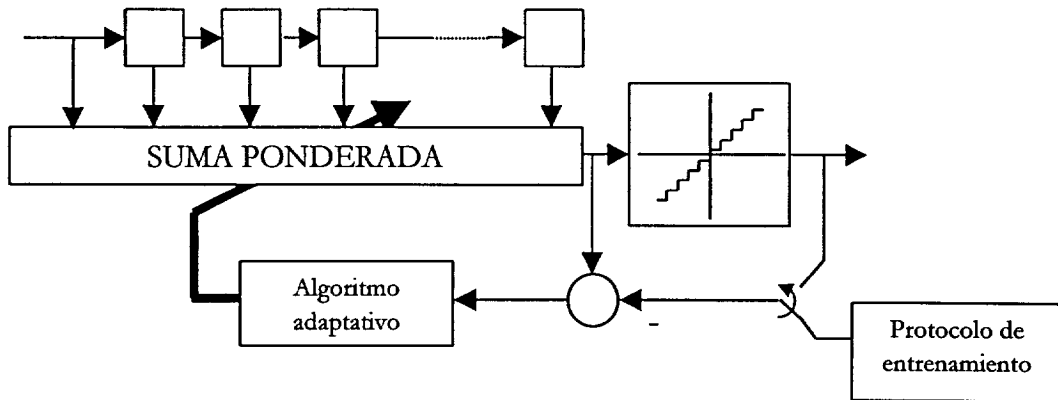 SUMA PONDERADA
Algoritmo
adaptativo
-
Protocolo de
entrenamiento